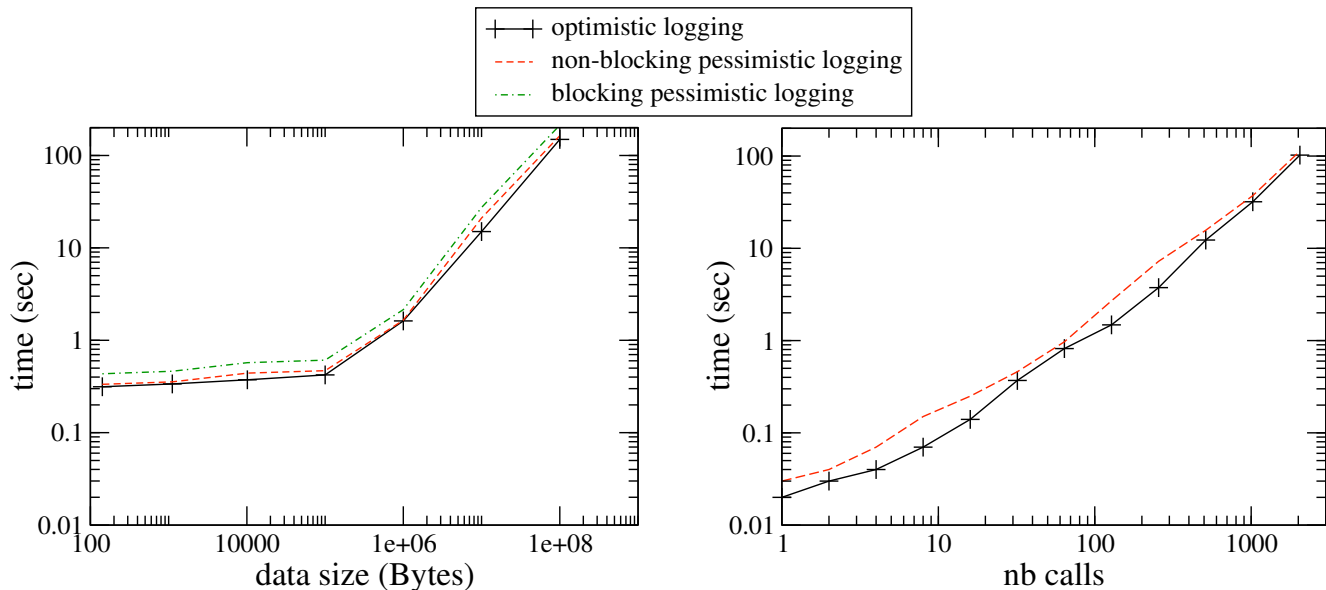 optimistic logging
non-blocking pessimistic logging
blocking pessimistic logging
time (sec)
100
10
1
0.1
0.01
100 10000 1e+06 1e+08
data size (Bytes)
time (sec)
100
10
1
0.1
0.01
1 10 100 1000
nb calls